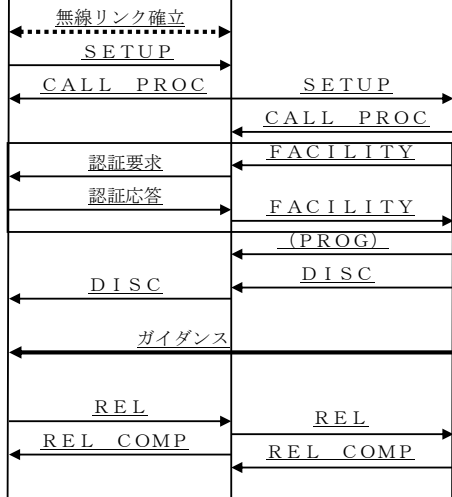 無線リンク確立
ＳＥＴＵＰ
ＣＡＬＬ　ＰＲＯＣ
ＳＥＴＵＰ
ＣＡＬＬ　ＰＲＯＣ
ＦＡＣＩＬＩＴＹ
認証要求
認証応答
ＦＡＣＩＬＩＴＹ
（ＰＲＯＧ）
ＤＩＳＣ
ＤＩＳＣ
ガイダンス
ＲＥＬ
ＲＥＬ
ＲＥＬ　ＣＯＭＰ
ＲＥＬ　ＣＯＭＰ